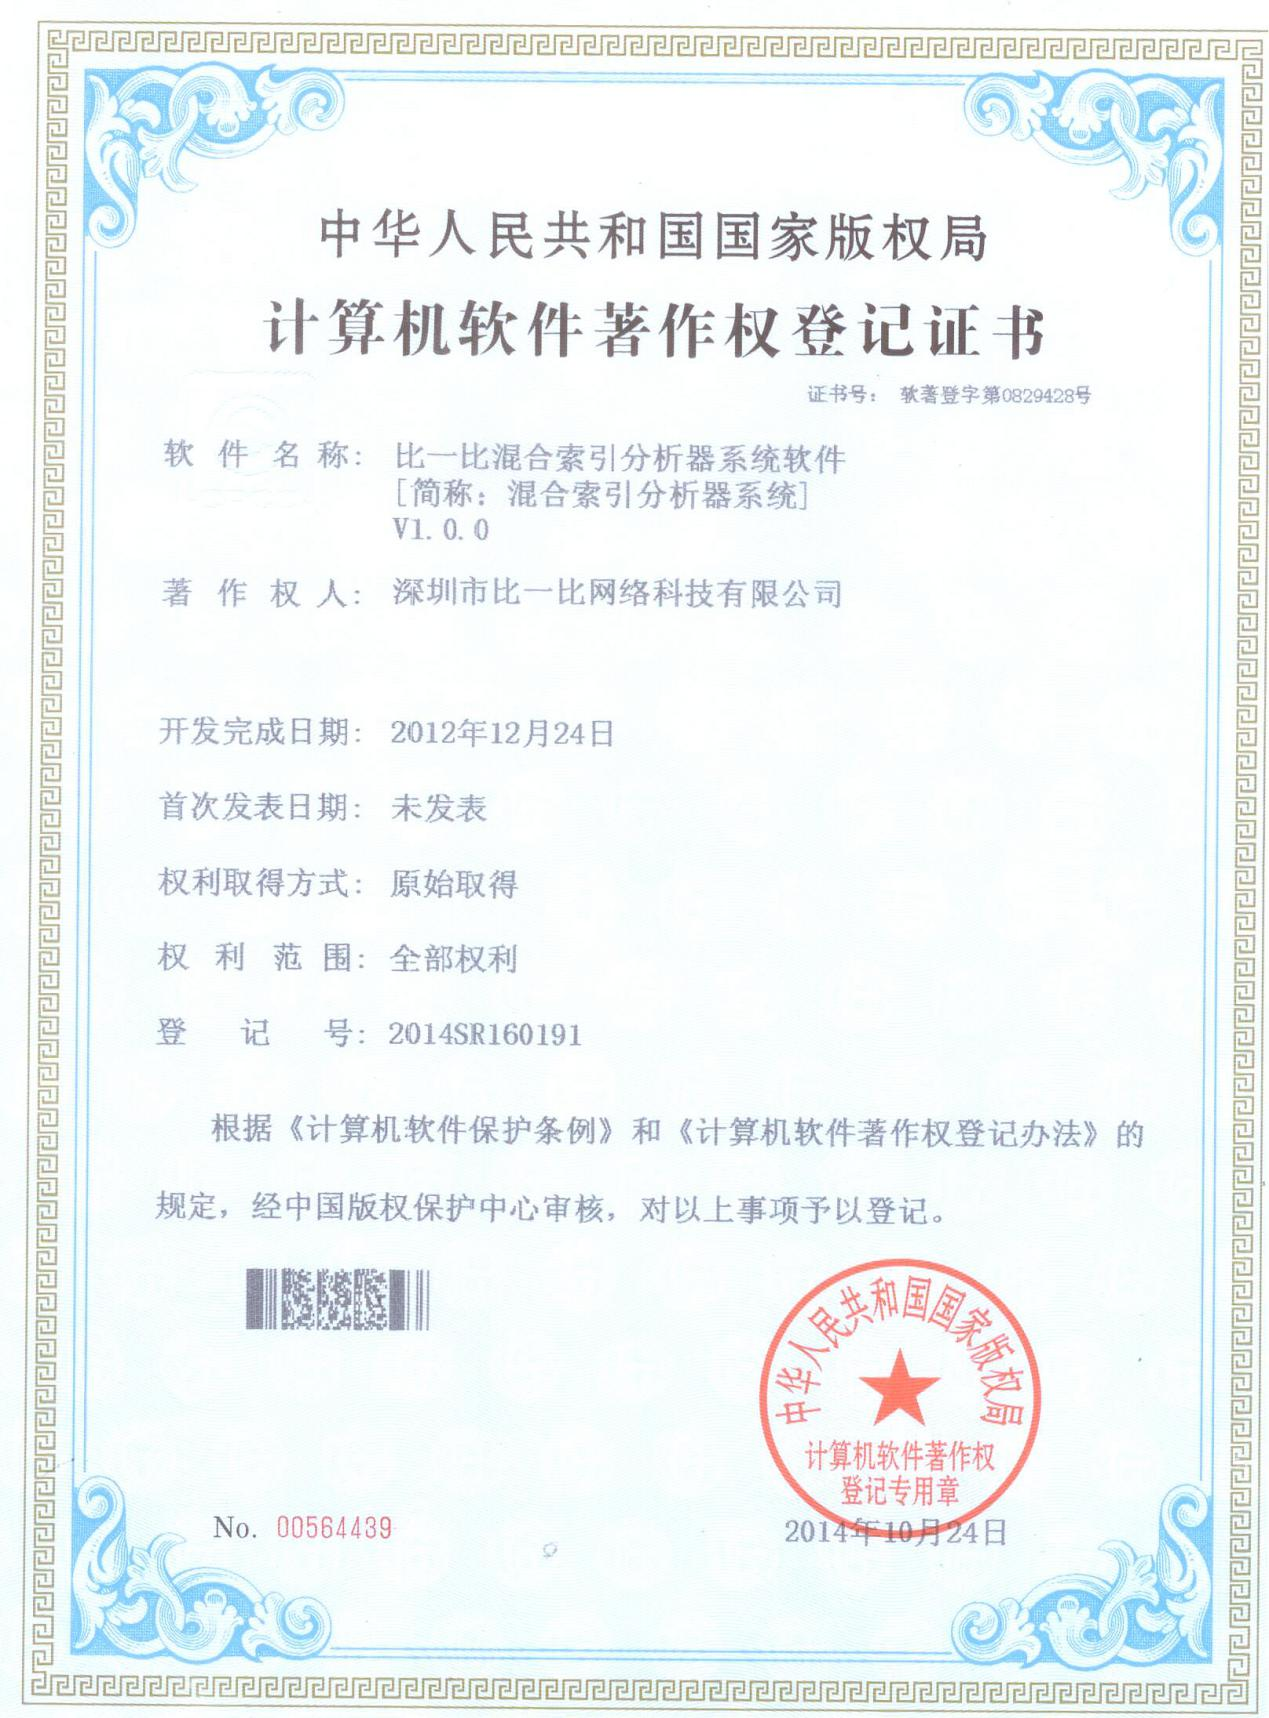 中华人民共和国国家版权局
计算机软件著作权登记证书
证书号： 软著登字第0829428号
软件名称： 比一比混合索引分析器系统软件
[简称：混合索引分析器系统]
V1.0.0
著作权人： 深圳市比一比网络科技有限公司
开发完成日期： 2012年12月24日
首次发表日期： 未发表
权利取得方式： 原始取得
权利范围： 全部权利
登记号： 2014SR160191
根据《计算机软件保护条例》和《计算机软件著作权登记办法》的
规定，经中国版权保护中心审核，对以上事项予以登记。
中华人民共和国国家版权局
计算机软件著作权
登记专用章
No. 00564439
2014年10月24日